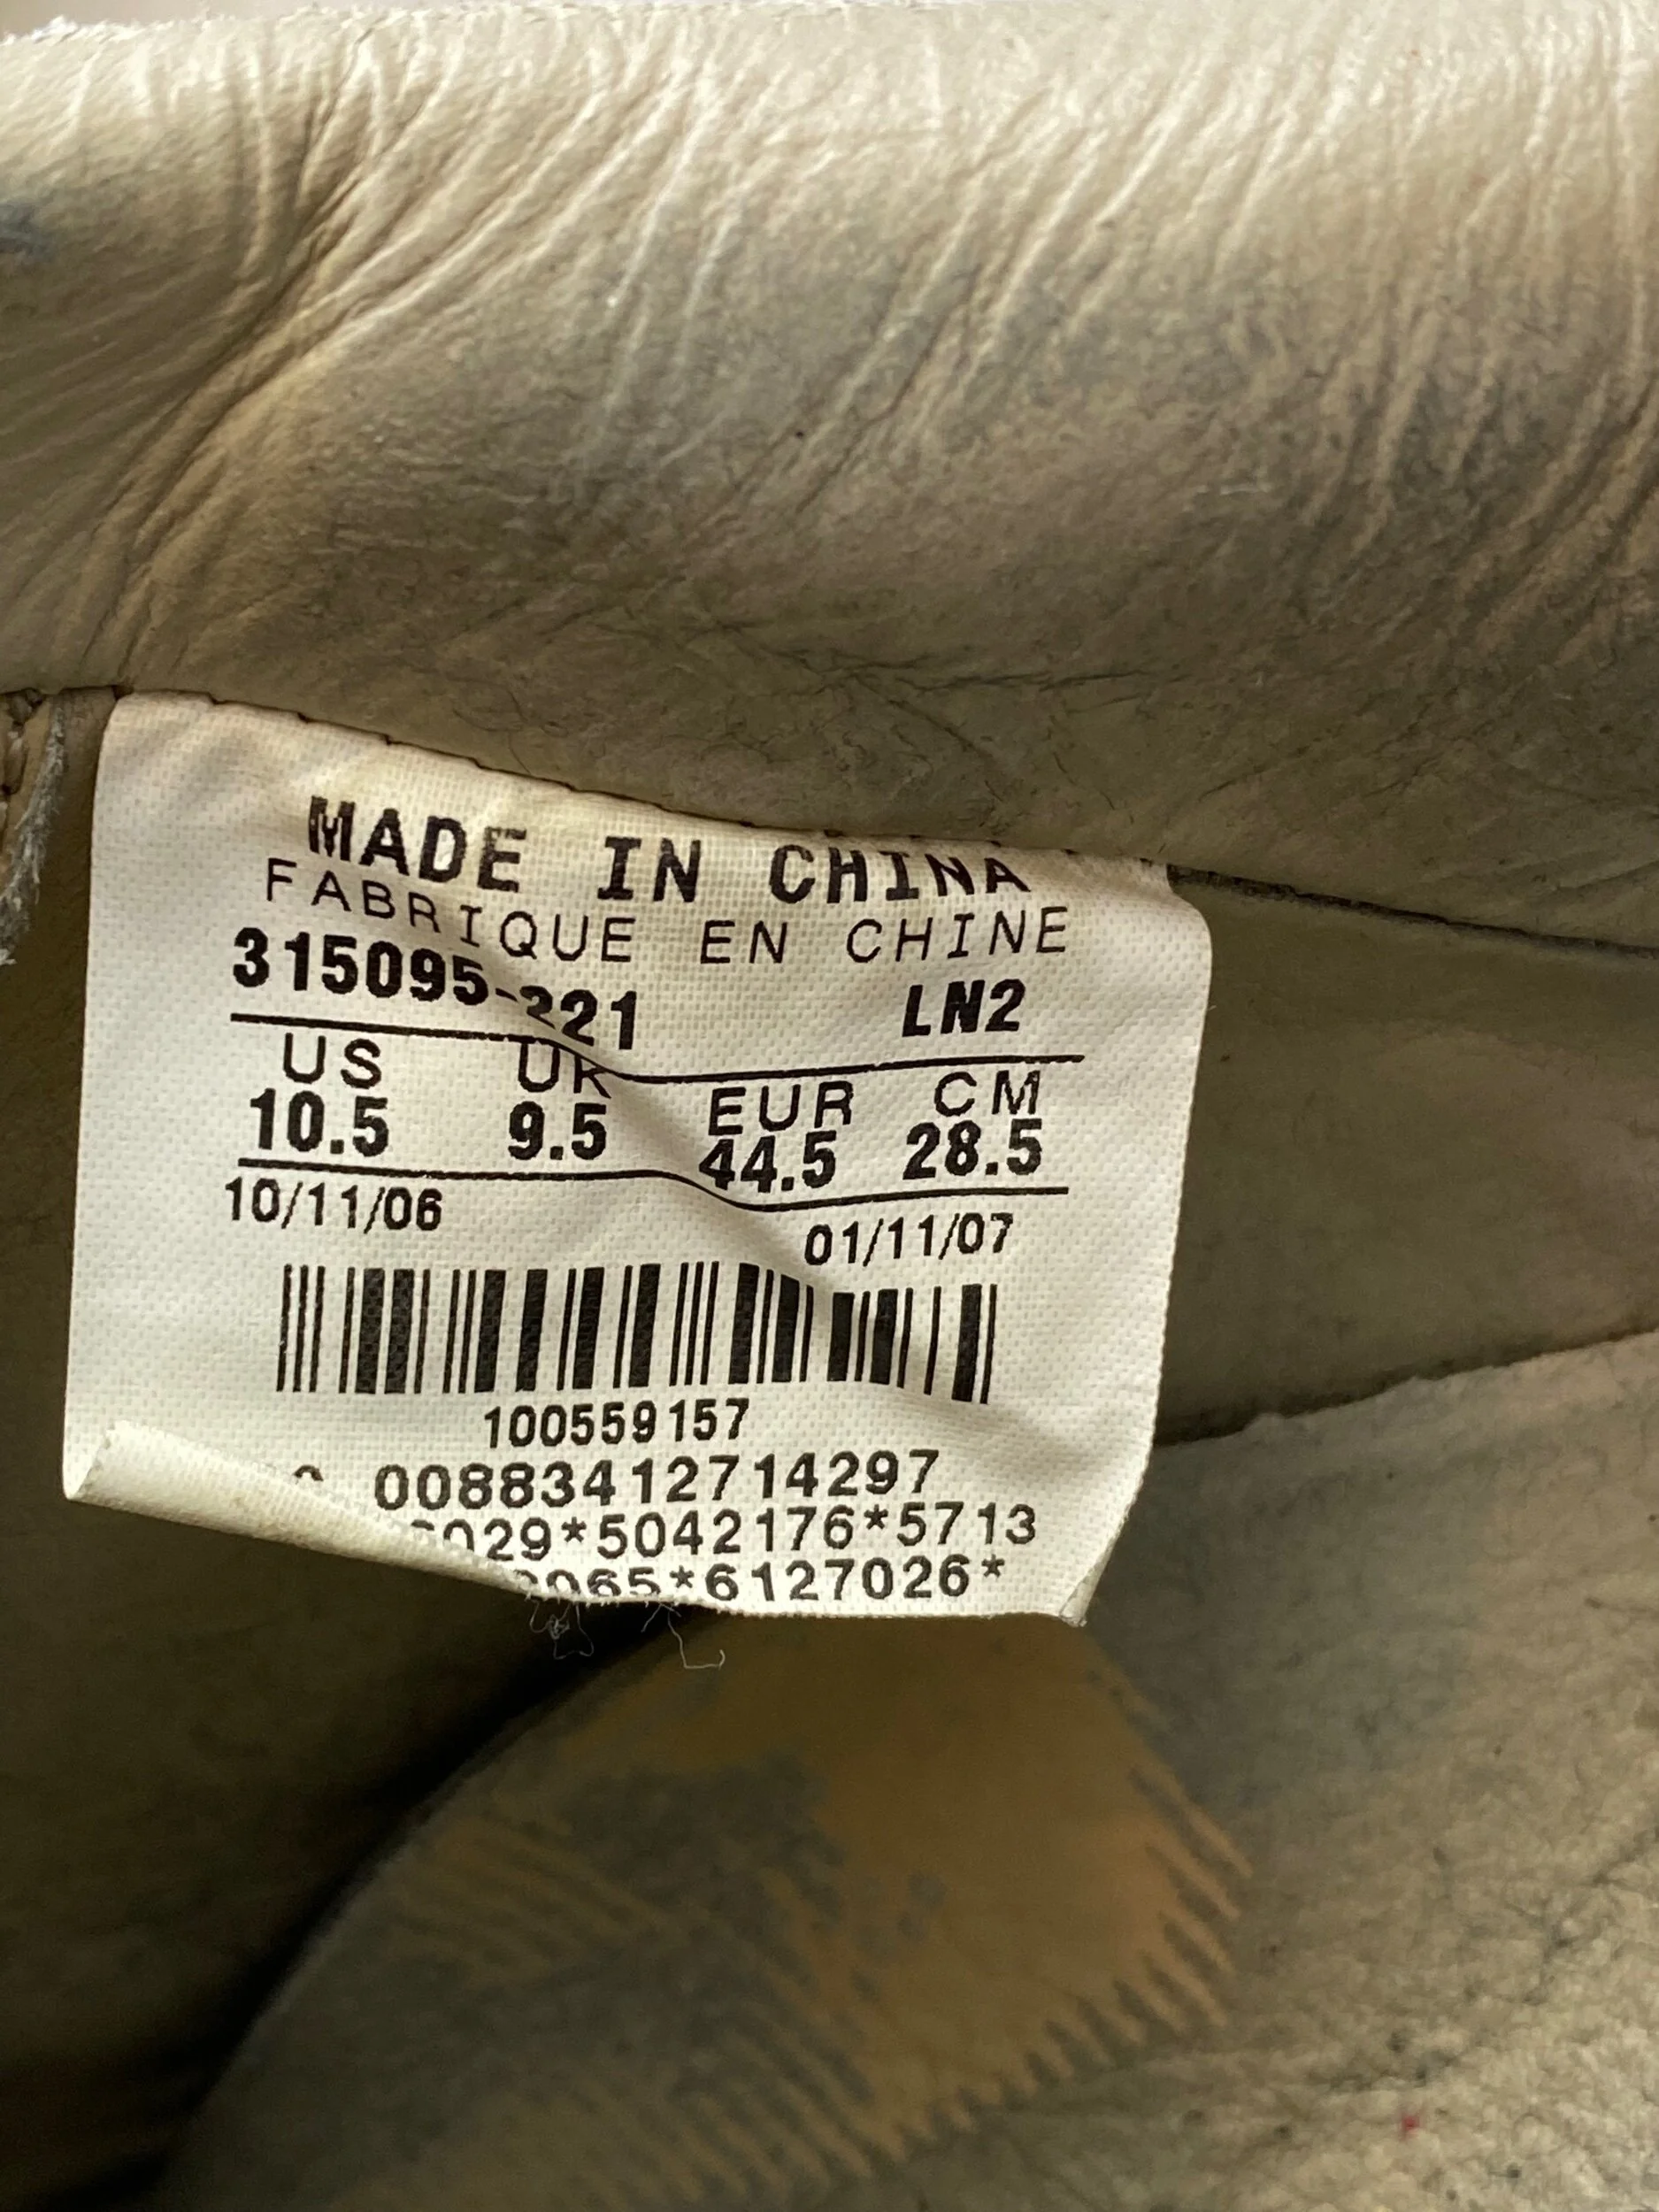 MADE IN CHINA
FABRIQUE EN CHINE
315095-221 LN2
US UK EUR CM
10.5 9.5 44.5 28.5
10/11/06 01/11/07
100559157
00883412714297
029*5042176*5713
065*6127026*